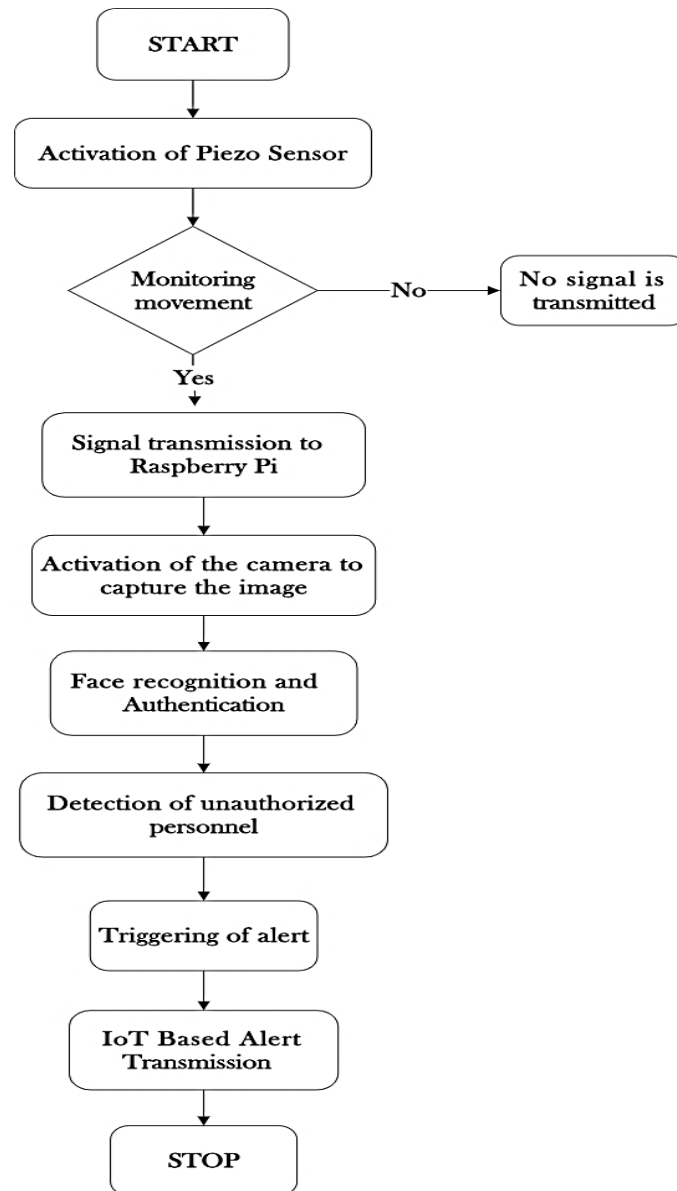 START
Activation of Piezo Sensor
Monitoring
movement
No
No signal is
transmitted
Yes
Signal transmission to
Raspberry Pi
Activation of the camera to
capture the image
Face recognition and
Authentication
Detection of unauthorized
personnel
Triggering of alert
IoT Based Alert
Transmission
STOP